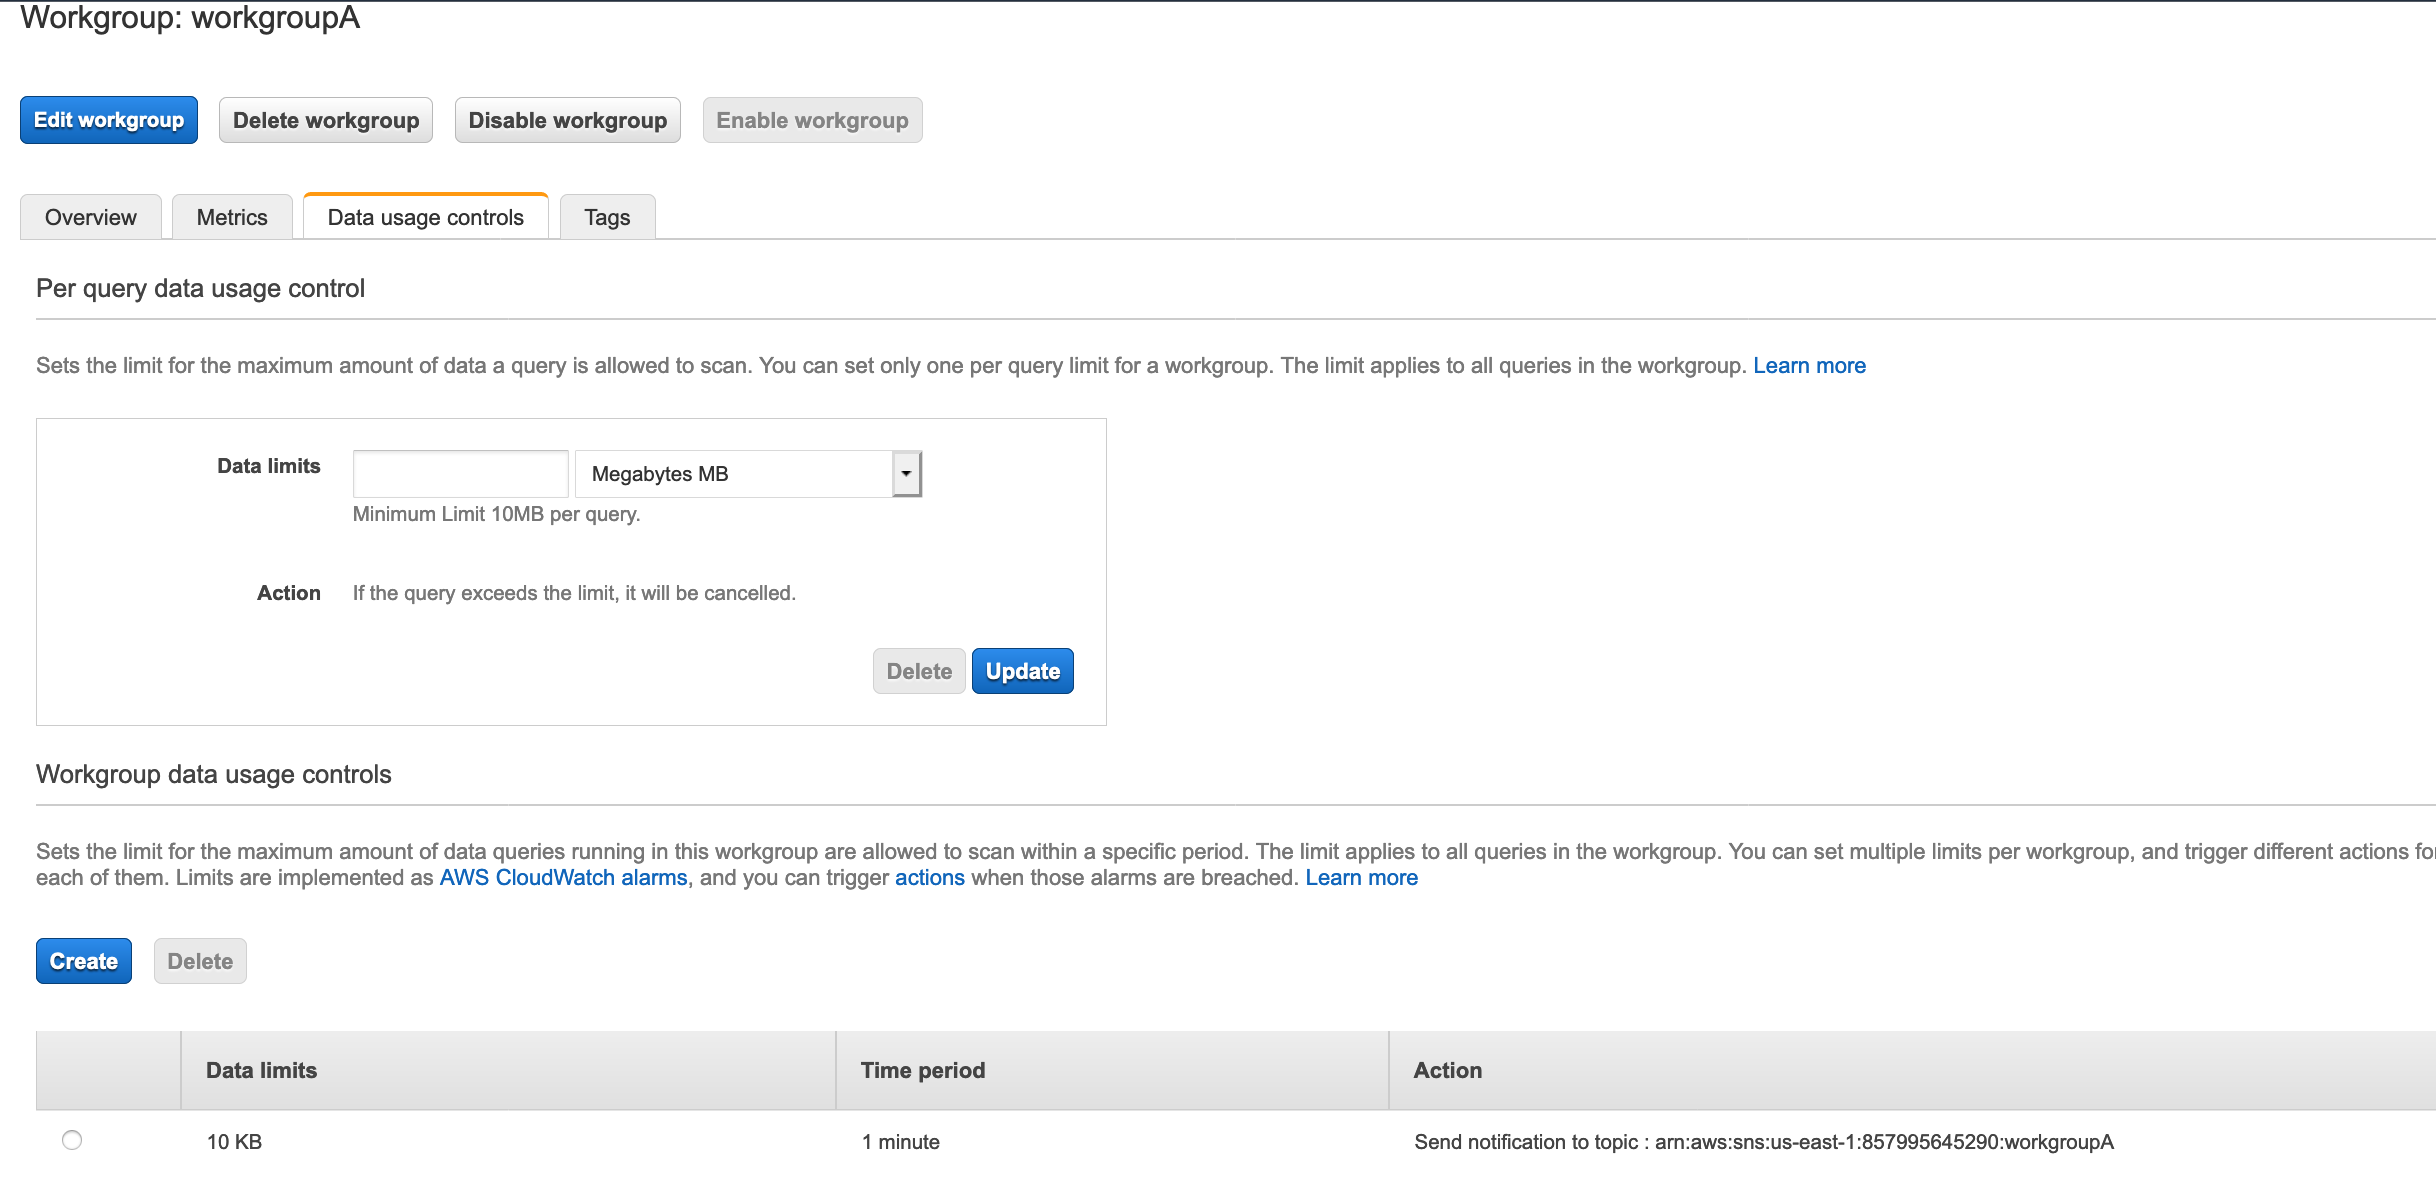 Workgroup: workgroupA
Edit workgroup Delete workgroup Disable workgroup Enable workgroup
Overview Metrics Data usage controls Tags
Per query data usage control
Sets the limit for the maximum amount of data a query is allowed to scan. You can set only one per query limit for a workgroup. The limit applies to all queries in the workgroup. Learn more
Data limits Megabytes MB
Minimum Limit 10MB per query.
Action If the query exceeds the limit, it will be cancelled.
Delete Update
Workgroup data usage controls
Sets the limit for the maximum amount of data queries running in this workgroup are allowed to scan within a specific period. The limit applies to all queries in the workgroup. You can set multiple limits per workgroup, and trigger different actions for
each of them. Limits are implemented as AWS CloudWatch alarms, and you can trigger actions when those alarms are breached. Learn more
Create Delete
Data limits Time period Action
10 KB 1 minute Send notification to topic : arn:aws:sns:us-east-1:857995645290:workgroupA